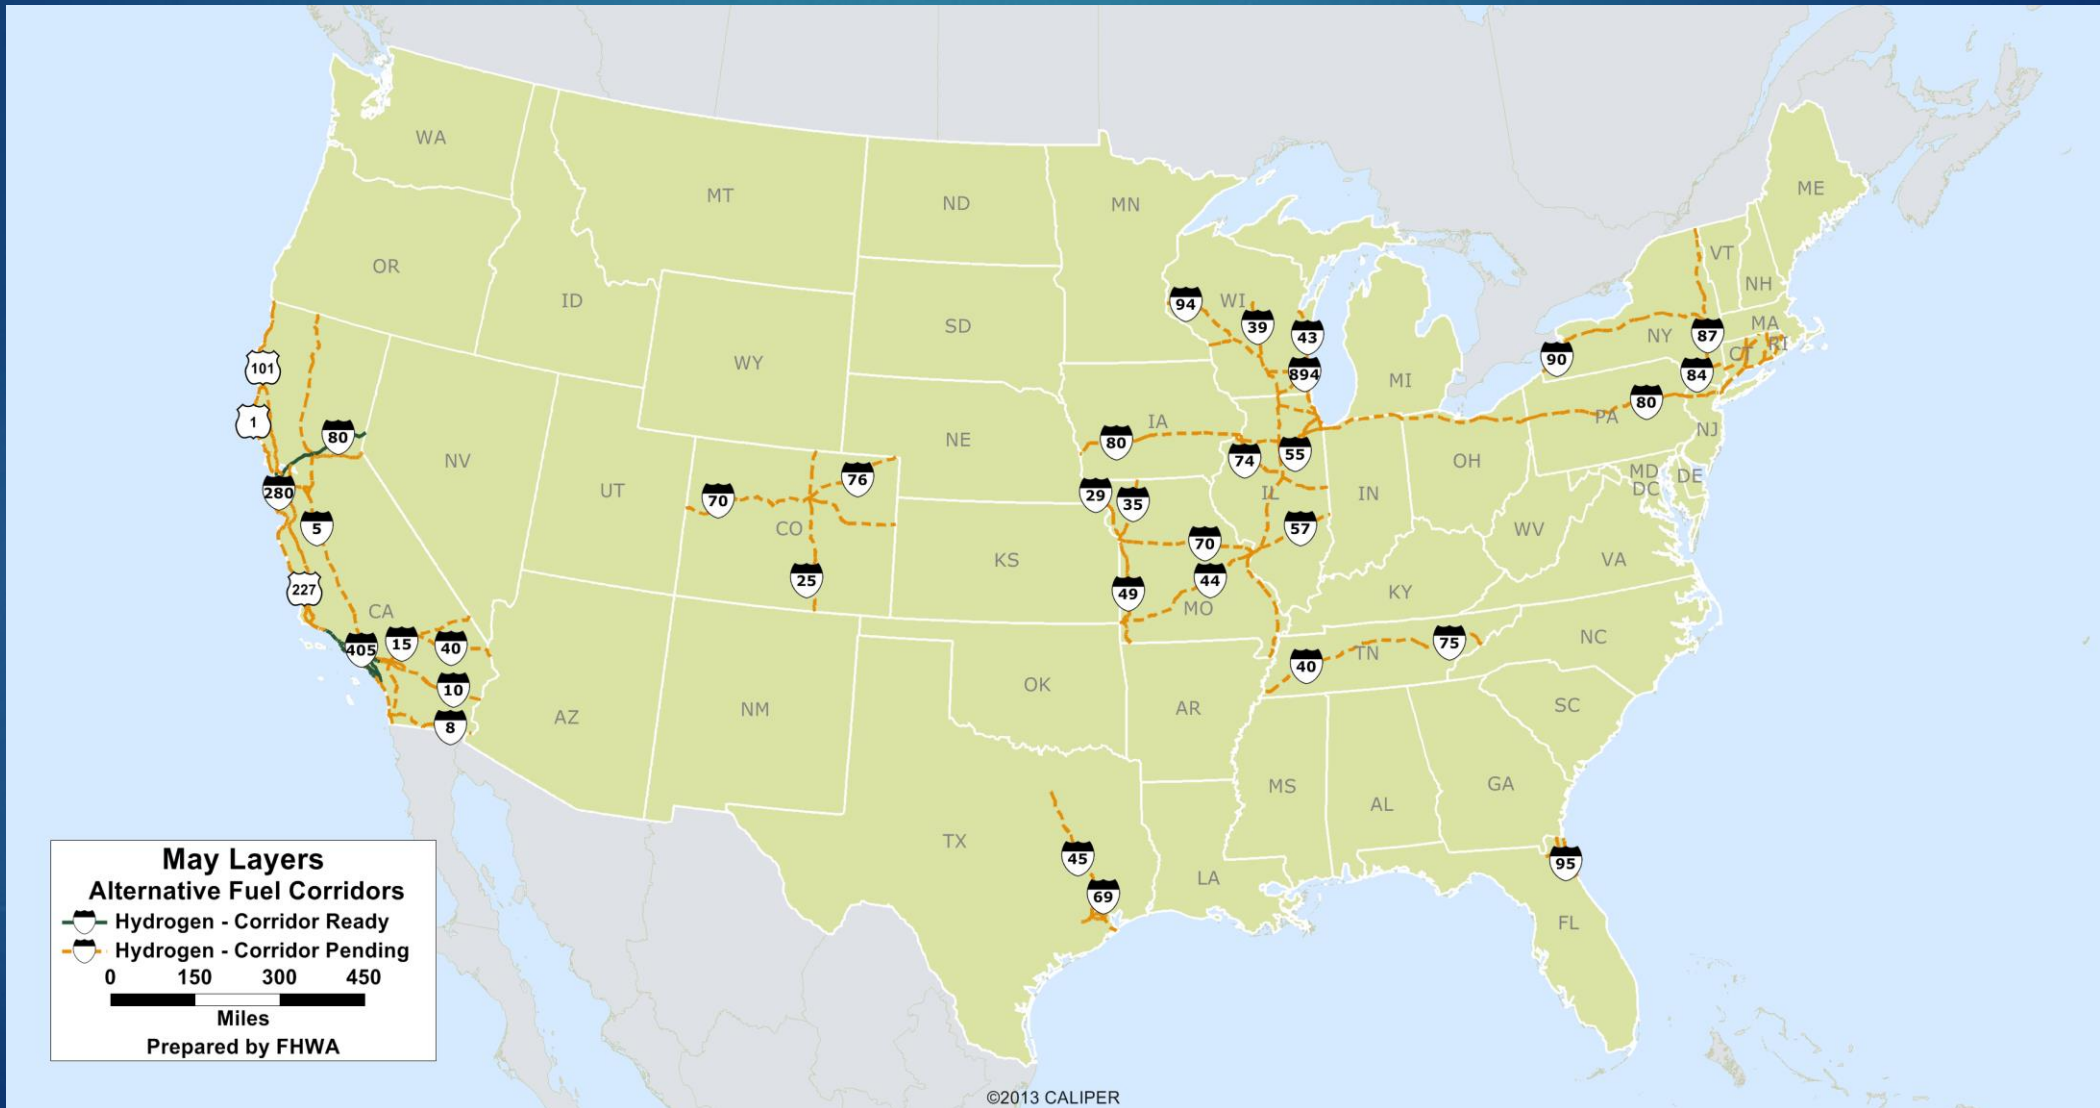 WA
MT
ND
MN
ME
OR
ID
SD
WI
VT
NH
94
39
43
NY
MA
87
WY
101
894
MI
90
CT
RI
84
1
80
NV
NE
80
IA
74
55
PA
80
NJ
OH
MD
DE
DC
280
UT
70
76
29
35
IL
IN
5
CO
57
WV
VA
70
KS
227
25
44
49
MO
KY
CA
405
15
40
75
NC
TN
40
10
8
AZ
NM
OK
AR
SC
MS
AL
GA
TX
45
69
LA
95
FL
May Layers
Alternative Fuel Corridors
Hydrogen - Corridor Ready
Hydrogen - Corridor Pending
0 150 300 450
Miles
Prepared by FHWA
©2013 CALIPER